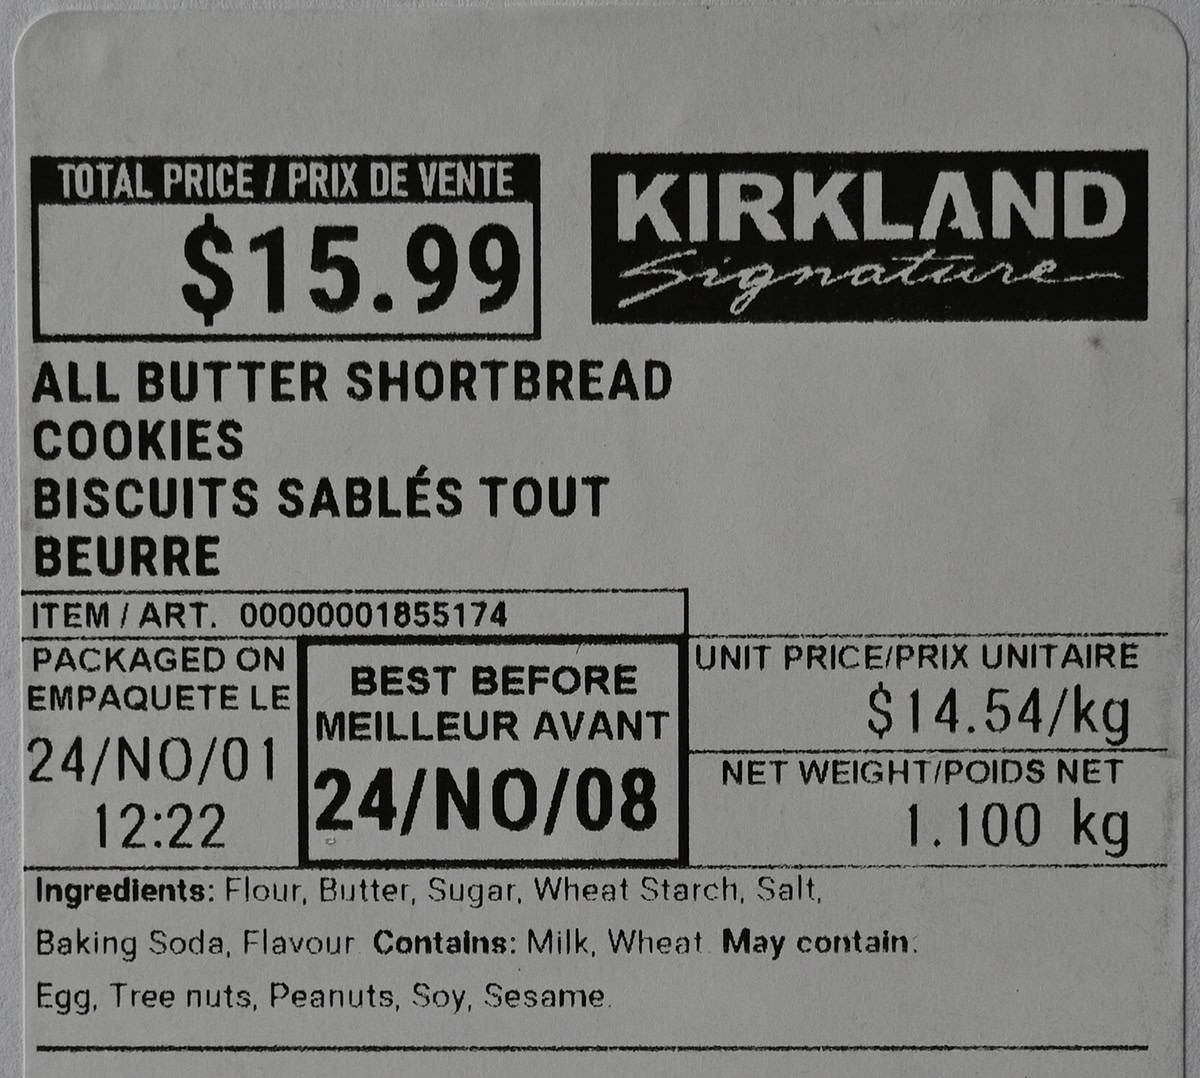 TOTAL PRICE / PRIX DE VENTE
$15.99
KIRKLAND
Signature
ALL BUTTER SHORTBREAD
COOKIES
BISCUITS SABLÉS TOUT
BEURRE
ITEM / ART. 00000001855174
PACKAGED ON
EMPAQUETE LE
24/NO/01
12:22
BEST BEFORE
MEILLEUR AVANT
24/NO/08
UNIT PRICE/PRIX UNITAIRE
$14.54/kg
NET WEIGHT/POIDS NET
1.100 kg
Ingredients: Flour, Butter, Sugar, Wheat Starch, Salt,
Baking Soda, Flavour. Contains: Milk, Wheat. May contain:
Egg, Tree nuts, Peanuts, Soy, Sesame.